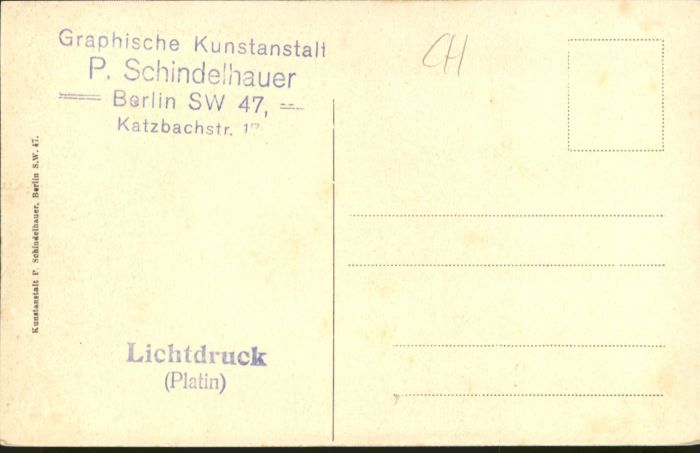 Graphische Kunstanstalt
P. Schindelhauer
Berlin SW 47,
Katzbachstr.
Kunstanstalt P. Schindelhauer, Berlin S.W. 47.
Lichtdruck
(Platin)
CH